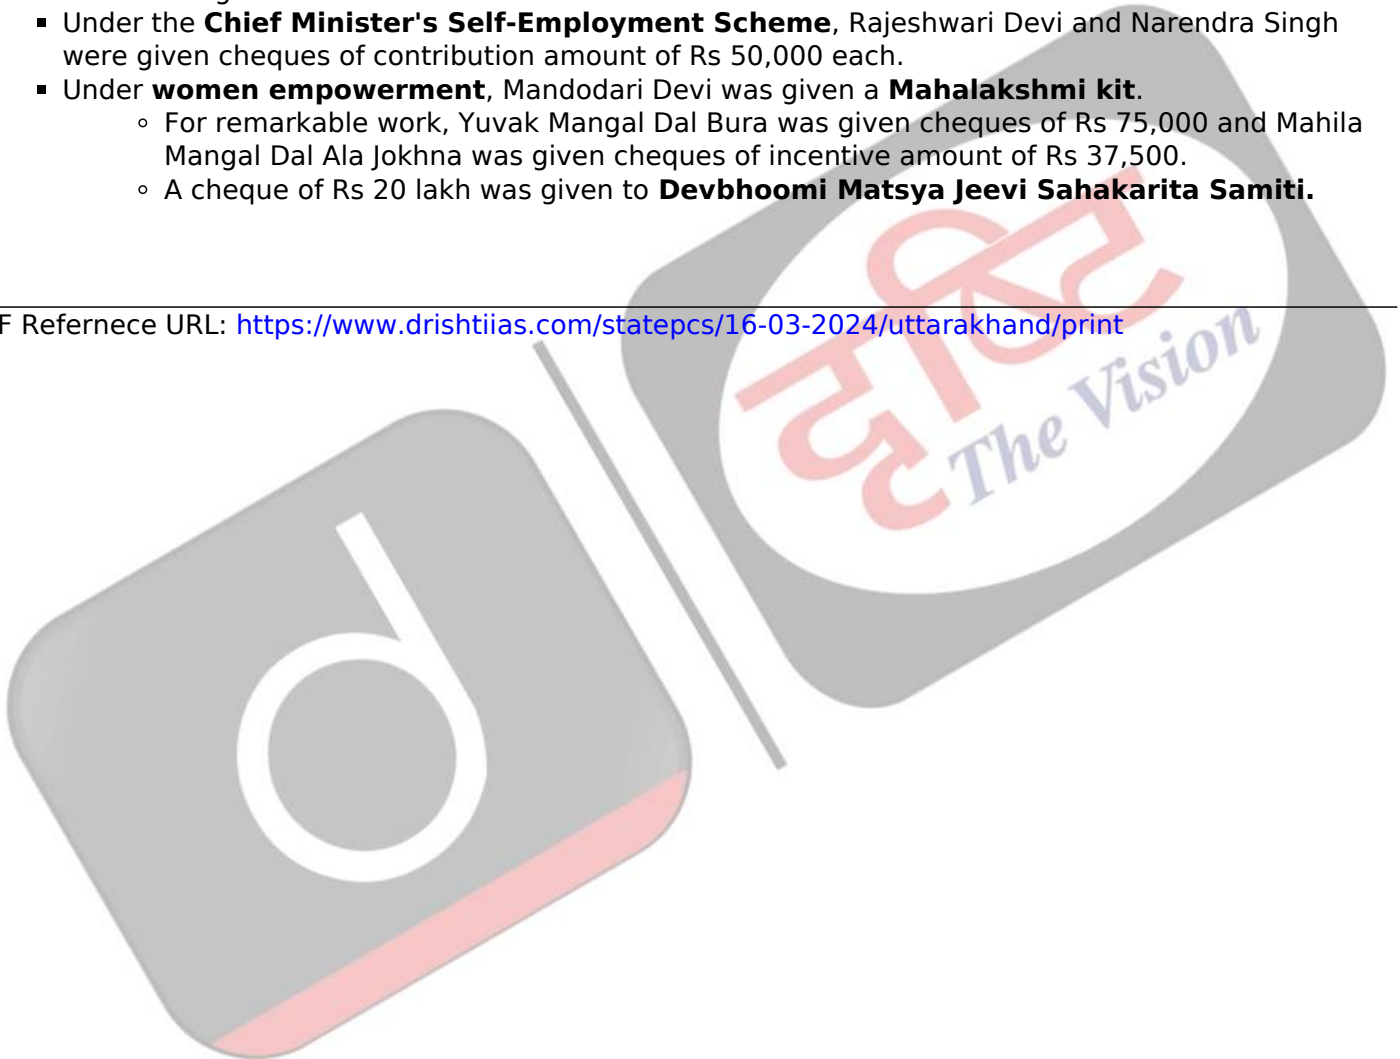 ▪ Under the Chief Minister's Self-Employment Scheme, Rajeshwari Devi and Narendra Singh
were given cheques of contribution amount of Rs 50,000 each.
▪ Under women empowerment, Mandodari Devi was given a Mahalakshmi kit.
◦ For remarkable work, Yuvak Mangal Dal Bura was given cheques of Rs 75,000 and Mahila
Mangal Dal Ala Jokhna was given cheques of incentive amount of Rs 37,500.
◦ A cheque of Rs 20 lakh was given to Devbhoomi Matsya Jeevi Sahakarita Samiti.
F Refernece URL: https://www.drishtiias.com/statepcs/16-03-2024/uttarakhand/print
दृष्टि
The Vision
d